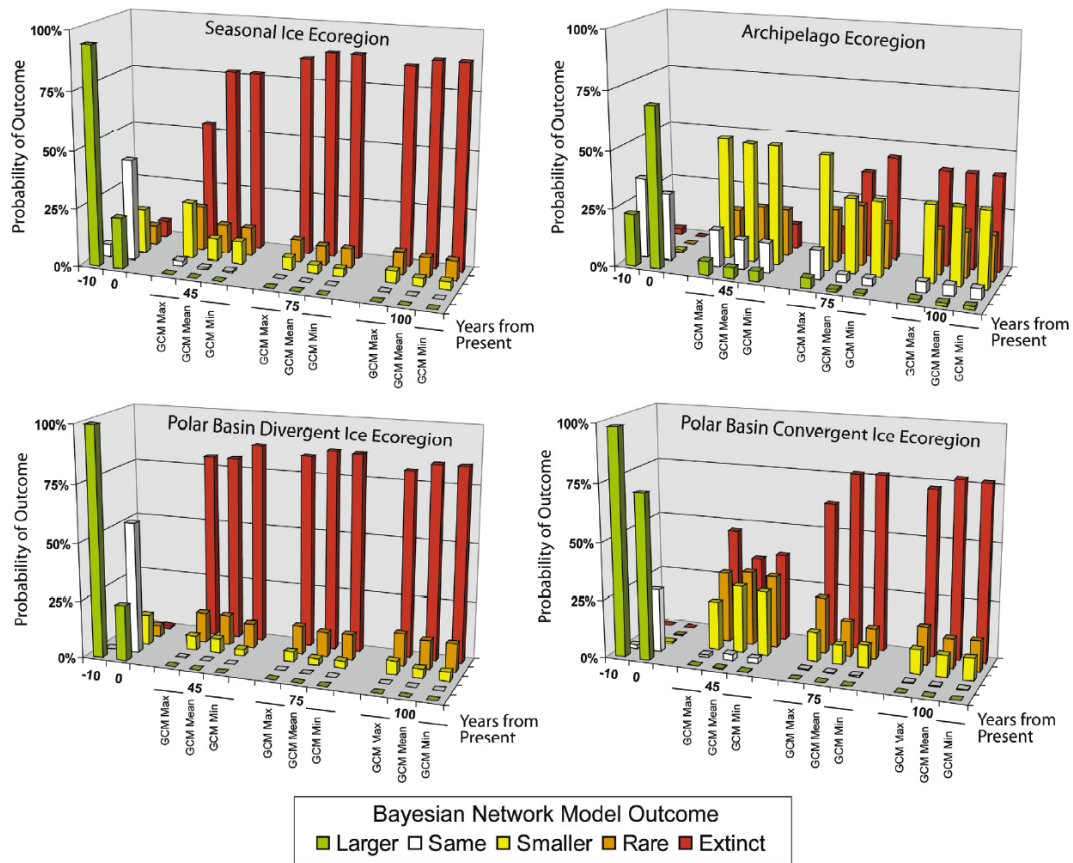 Seasonal Ice Ecoregion
Probability of Outcome
100%
75%
50%
25%
0%
-10
0
45
75
100
GCM Max
GCM Mean
GCM Min
GCM Max
GCM Mean
GCM Min
GCM Max
GCM Mean
GCM Min
Years from
Present
Archipelago Ecoregion
Probability of Outcome
100%
75%
50%
25%
0%
-10
0
45
75
100
GCM Max
GCM Mean
GCM Min
GCM Max
GCM Mean
GCM Min
GCM Max
GCM Mean
GCM Min
Years from
Present
Polar Basin Divergent Ice Ecoregion
Probability of Outcome
100%
75%
50%
25%
0%
-10
0
45
75
100
GCM Max
GCM Mean
GCM Min
GCM Max
GCM Mean
GCM Min
GCM Max
GCM Mean
GCM Min
Years from
Present
Polar Basin Convergent Ice Ecoregion
Probability of Outcome
100%
75%
50%
25%
0%
-10
0
45
75
100
GCM Max
GCM Mean
GCM Min
GCM Max
GCM Mean
GCM Min
GCM Max
GCM Mean
GCM Min
Years from
Present
Bayesian Network Model Outcome
Larger Same Smaller Rare Extinct